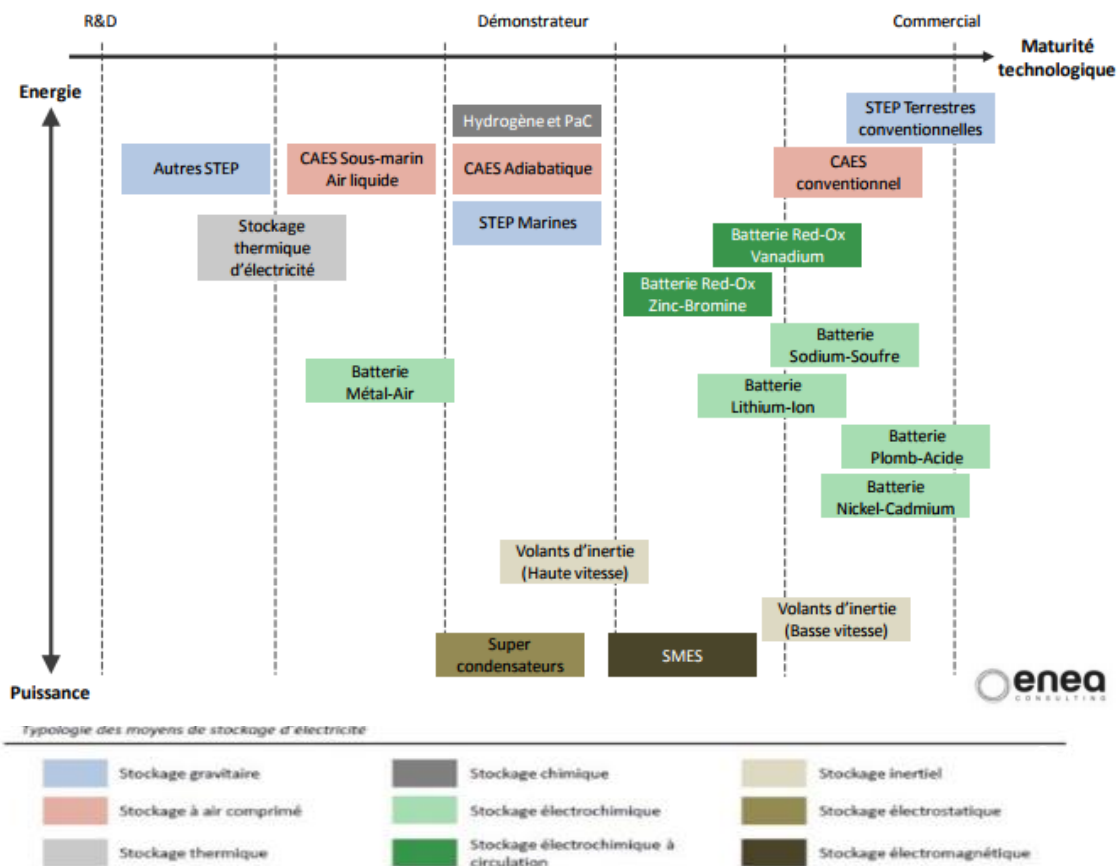 R&D
Démonstrateur
Commercial
Maturité
technologique
Energie
Hydrogène et PaC
STEP Terrestres
conventionnelles
Autres STEP
CAES Sous-marin
Air liquide
CAES Adiabatique
CAES
conventionnel
STEP Marines
Stockage
thermique
d'électricité
Batterie Red-Ox
Vanadium
Batterie Red-Ox
Zinc-Bromine
Batterie
Sodium-Soufre
Batterie
Métal-Air
Batterie
Lithium-Ion
Batterie
Plomb-Acide
Batterie
Nickel-Cadmium
Volants d'inertie
(Haute vitesse)
Volants d'inertie
(Basse vitesse)
Super
condensateurs
SMES
Puissance
enea
CONSULTING
Typologie des moyens de stockage d'électricité
Stockage gravitaire
Stockage chimique
Stockage inertiel
Stockage à air comprimé
Stockage électrochimique
Stockage électrostatique
Stockage thermique
Stockage électrochimique à
circulation
Stockage électromagnétique